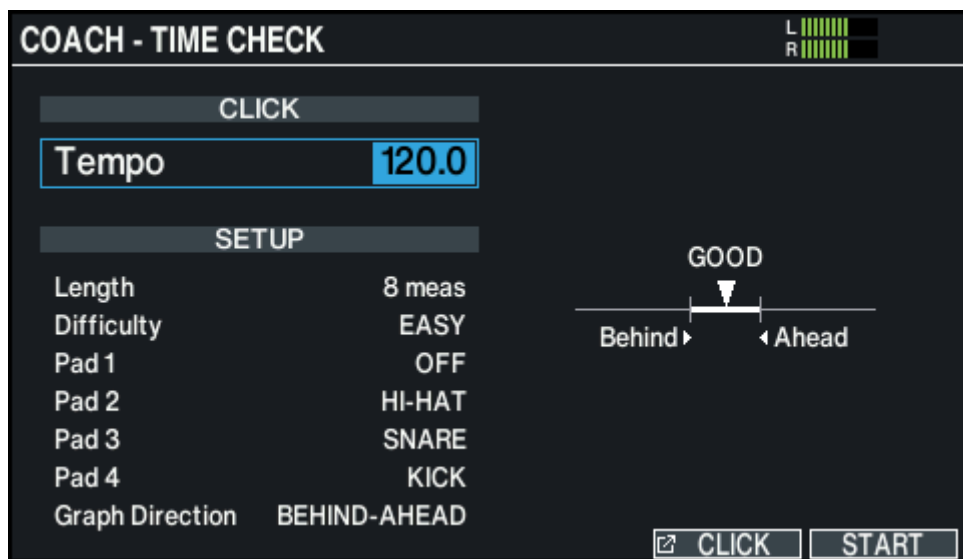 COACH - TIME CHECK
L
R
CLICK
Tempo 120.0
SETUP
Length 8 meas
Difficulty EASY
Pad 1 OFF
Pad 2 HI-HAT
Pad 3 SNARE
Pad 4 KICK
Graph Direction BEHIND-AHEAD
GOOD
Behind Ahead
CLICK START